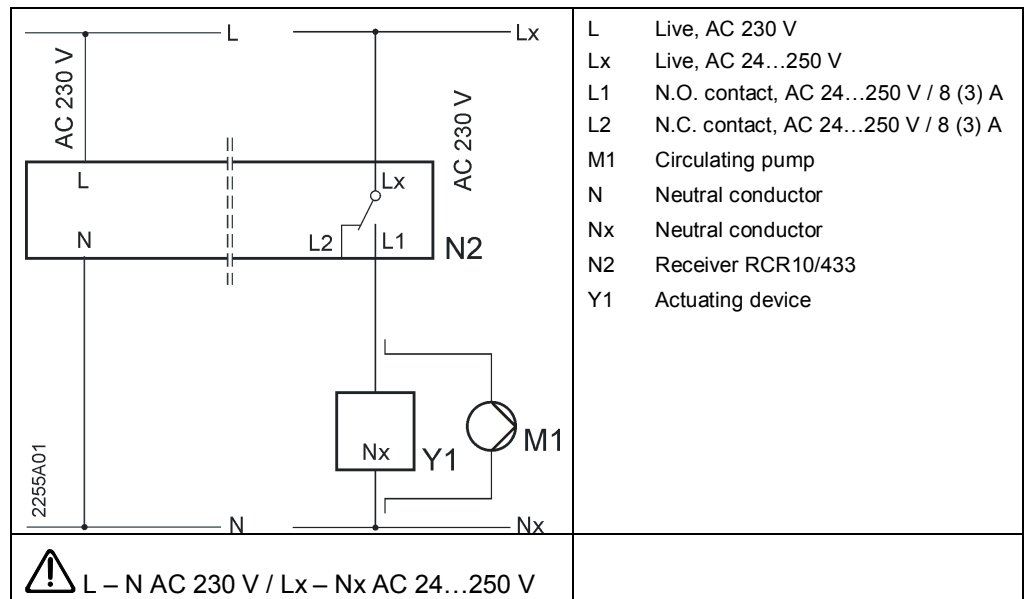 L
Lx
AC 230 V
AC 230 V
L
Lx
N
L2
L1
N2
Nx
Y1
M1
2255A01
N
Nx
L – N AC 230 V / Lx – Nx AC 24...250 V
L Live, AC 230 V
Lx Live, AC 24...250 V
L1 N.O. contact, AC 24...250 V / 8 (3) A
L2 N.C. contact, AC 24...250 V / 8 (3) A
M1 Circulating pump
N Neutral conductor
Nx Neutral conductor
N2 Receiver RCR10/433
Y1 Actuating device